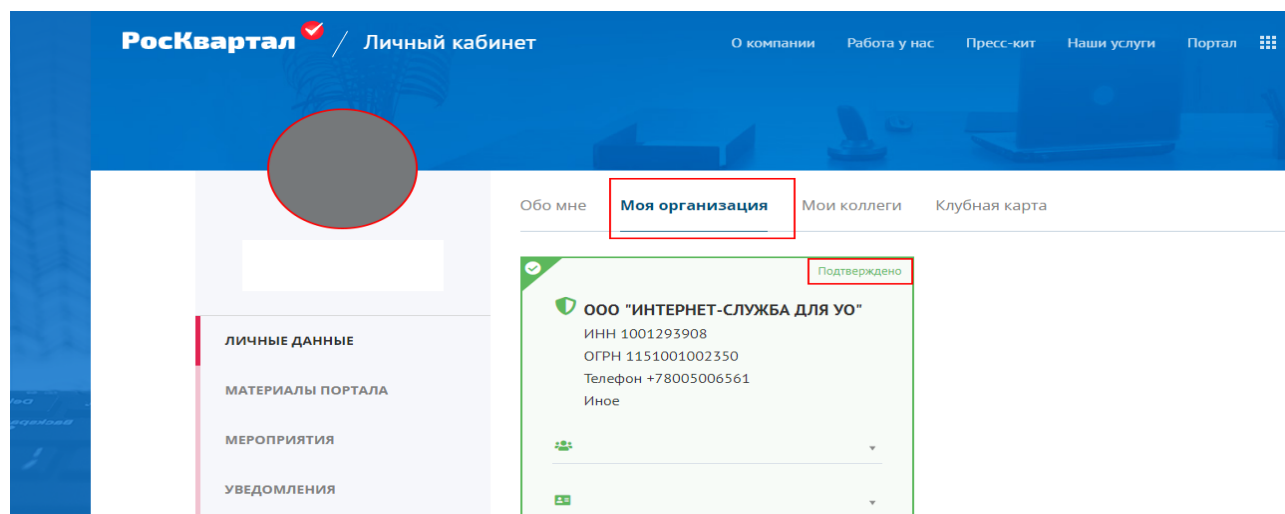 РосКвартал / Личный кабинет
О компании Работа у нас Пресс-кит Наши услуги Портал
Обо мне Моя организация Мои коллеги Клубная карта
Подтверждено
ООО "ИНТЕРНЕТ-СЛУЖБА ДЛЯ УО"
ИНН 1001293908
ОГРН 1151001002350
Телефон +78005006561
Иное
ЛИЧНЫЕ ДАННЫЕ
МАТЕРИАЛЫ ПОРТАЛА
МЕРОПРИЯТИЯ
УВЕДОМЛЕНИЯ